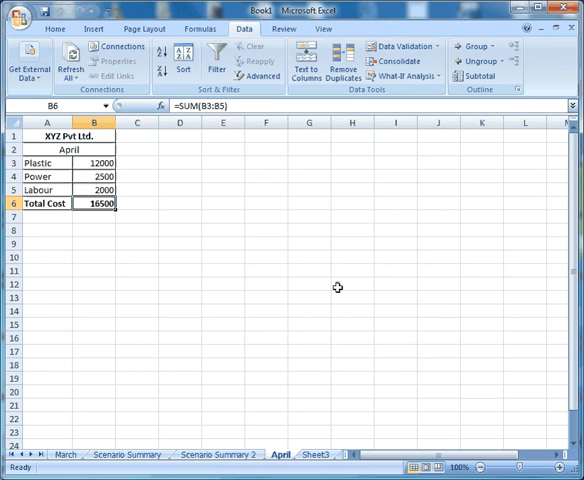 Book1 - Microsoft Excel
Home Insert Page Layout Formulas Data Review View
Get External Data
Refresh All
Connections
Properties
Edit Links
Connections
Sort
Filter
Clear
Reapply
Advanced
Sort & Filter
Text to Columns
Remove Duplicates
Data Validation
Consolidate
What-If Analysis
Data Tools
Group
Ungroup
Subtotal
Outline
B6 fx =SUM(B3:B5)
A B C D E F G H I J K L M
1 XYZ Pvt Ltd.
2 April
3 Plastic 12000
4 Power 2500
5 Labour 2000
6 Total Cost 16500
7
8
9
10
11
12
13
14
15
16
17
18
19
20
21
22
23
24
March Scenario Summary Scenario Summary 2 April Sheet3
Ready 100%